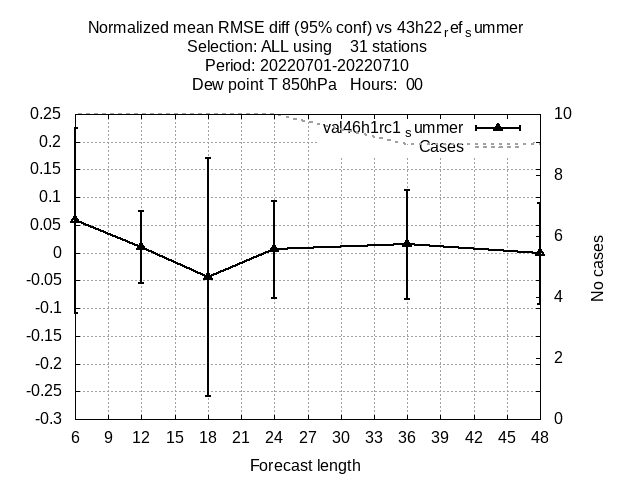 Normalized mean RMSE diff (95% conf) vs 43h22refsummer
Selection: ALL using    31 stations
Period: 20220701-20220710
Dew point T 850hPa   Hours:  00
val46h1rc1summer
Cases
0.25
0.2
0.15
0.1
0.05
0
-0.05
-0.1
-0.15
-0.2
-0.25
-0.3
10
8
6
4
2
0
No cases
6 9 12 15 18 21 24 27 30 33 36 39 42 45 48
Forecast length